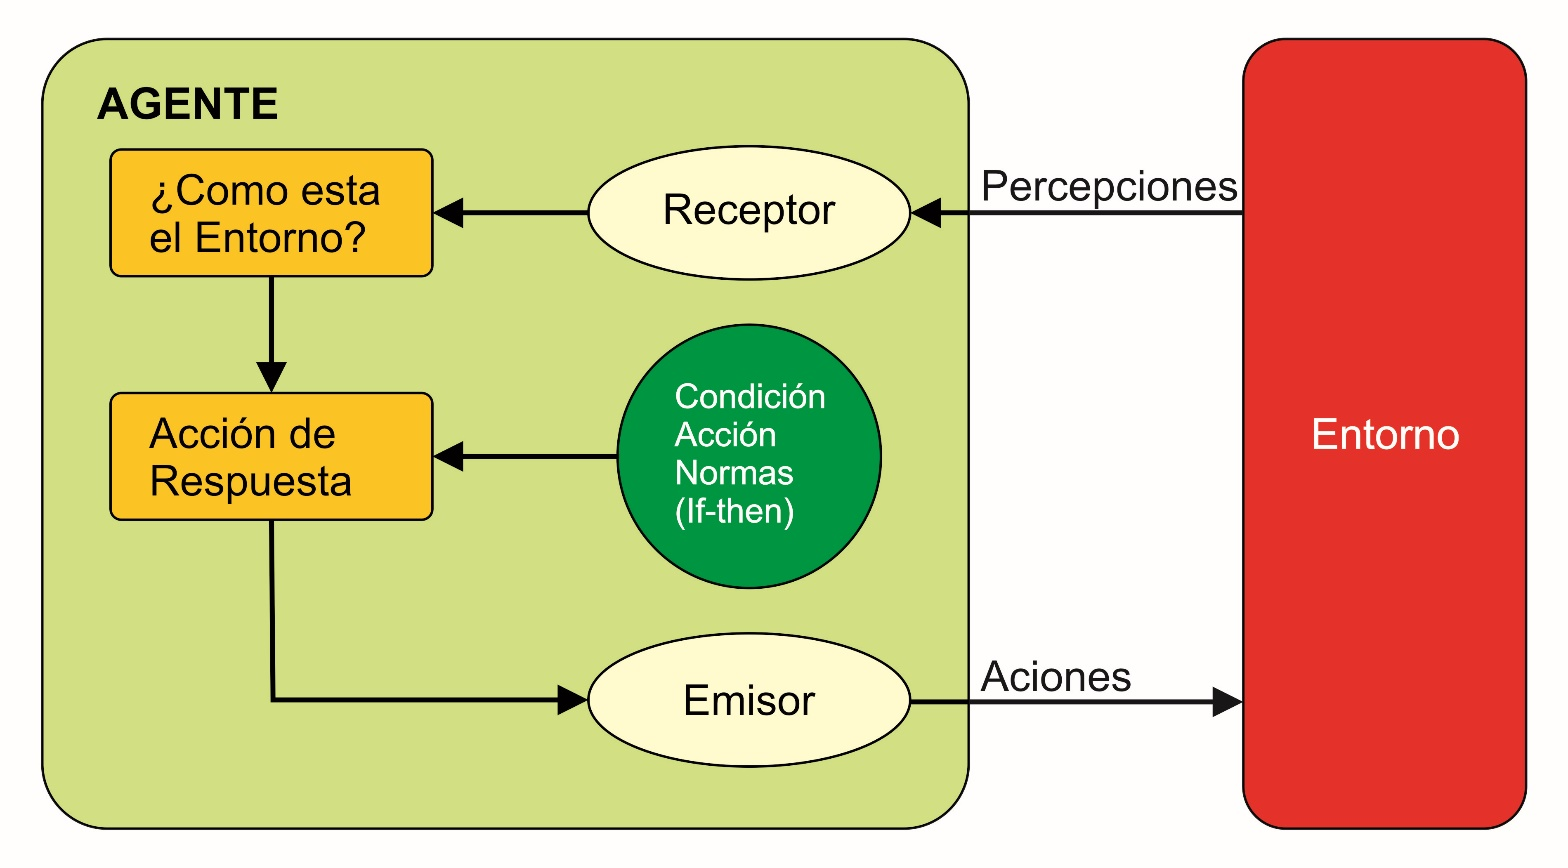 AGENTE
¿Como esta
el Entorno?
Receptor
Percepciones
Acción de
Respuesta
Condición
Acción
Normas
(If-then)
Entorno
Emisor
Aciones